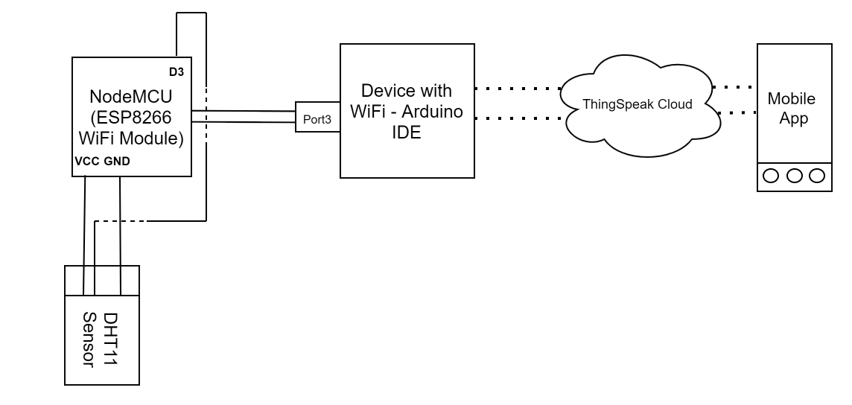 D3
NodeMCU
(ESP8266
WiFi Module)
VCC GND
Port3
Device with
WiFi - Arduino
IDE
ThingSpeak Cloud
Mobile
App
DHT11
Sensor